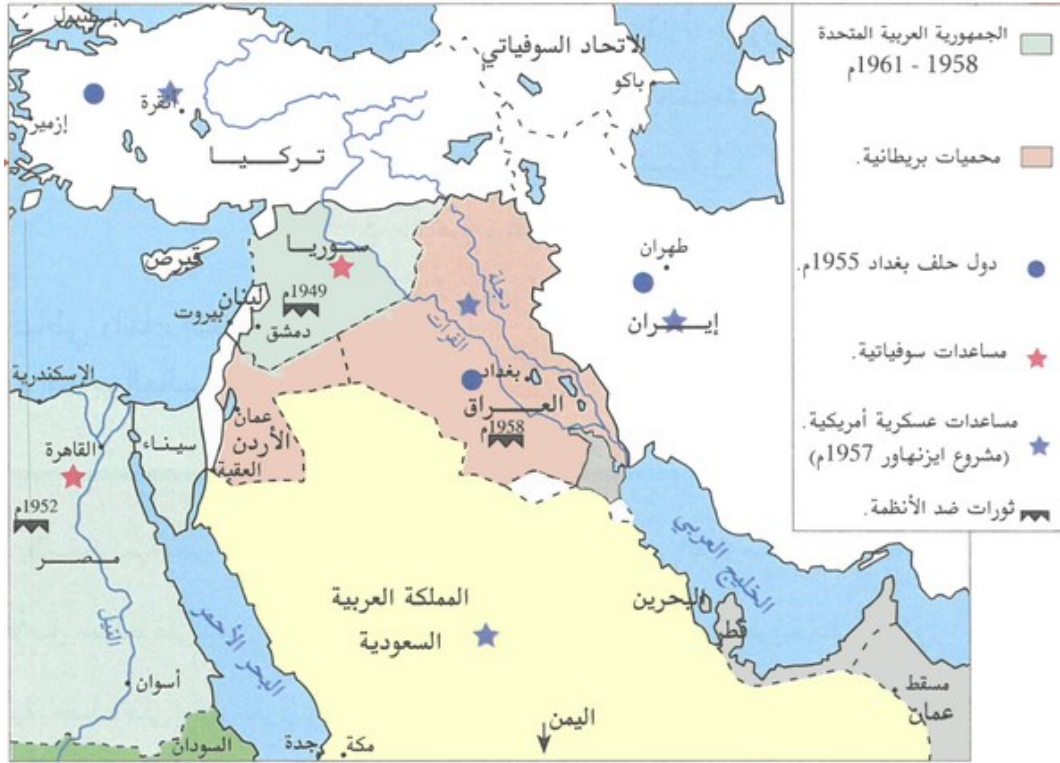 الجمهورية العربية المتحدة
1958 - 1961م
محميات بريطانية.
دول حلف بغداد 1955م.
مساعدات سوفياتية.
مساعدات عسكرية أمريكية.
(مشروع ايزنهاور 1957م)
ثورات ضد الأنظمة.
إسطنبول
الاتحاد السوفياتي
باكو
أنقرة
إزمير
تركيا
طهران
إيران
سوريا
قبرص
لبنان
1949م
بيروت
دمشق
دجلة
الفرات
بغداد
العراق
1958م
عمان
الأردن
العقبة
الاسكندرية
القاهرة
سيناء
1952م
مصر
النيل
أسوان
السودان
البحر الأحمر
جدة
مكة
المملكة العربية
السعودية
اليمن
الخليج العربي
البحرين
قطر
مسقط
عمان